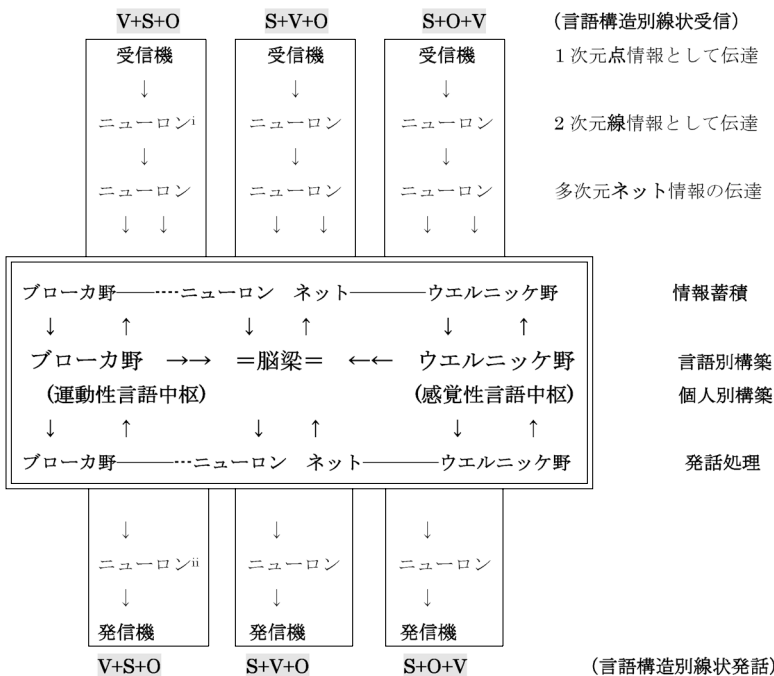 V+S+O S+V+O S+O+V (言語構造別線状受信)
受信機 受信機 受信機 1次元点情報として伝達
↓ ↓ ↓
ニューロンi ニューロン ニューロン 2次元線情報として伝達
↓ ↓ ↓
ニューロン ニューロン ニューロン 多次元ネット情報の伝達
↓ ↓ ↓ ↓ ↓ ↓
ブローカ野――----ニューロン ネット――――ウエルニッケ野 情報蓄積
↓ ↑ ↓ ↑ ↓ ↑
ブローカ野 →→ =脳梁= ←← ウエルニッケ野 言語別構築
(運動性言語中枢) (感覚性言語中枢) 個人別構築
↓ ↑ ↓ ↑ ↓ ↑
ブローカ野―――---ニューロン ネット――――ウエルニッケ野 発話処理
↓ ↓ ↓
ニューロンii ニューロン ニューロン
↓ ↓ ↓
発信機 発信機 発信機
V+S+O S+V+O S+O+V (言語構造別線状発話)